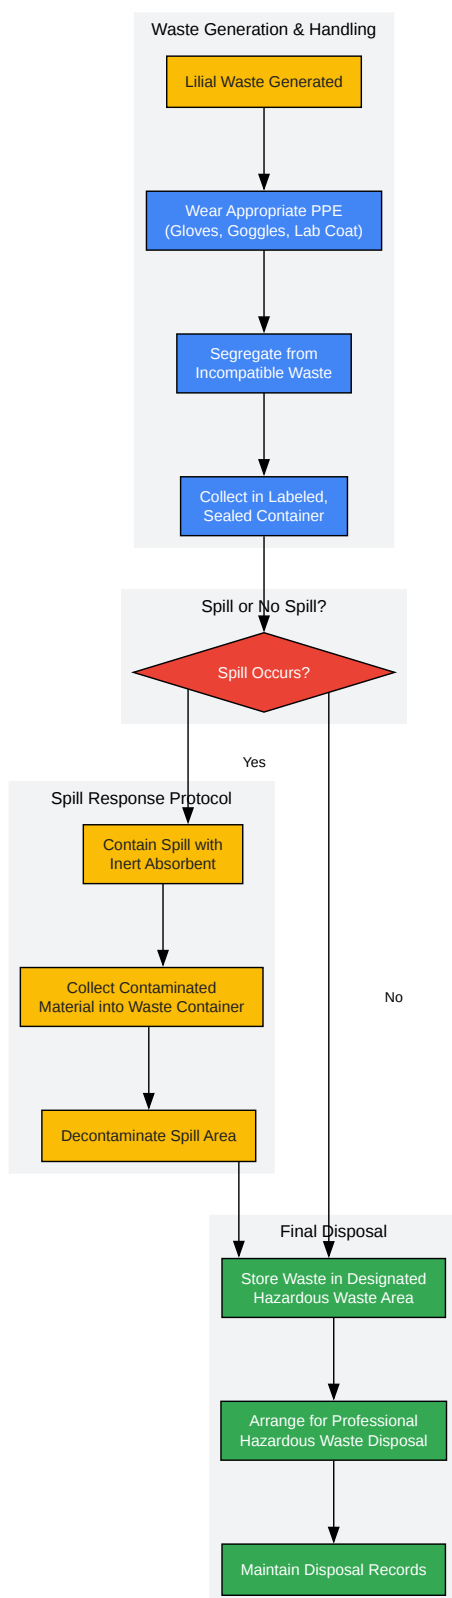 Waste Generation & Handling
Lilial Waste Generated
Wear Appropriate PPE
(Gloves, Goggles, Lab Coat)
Segregate from
Incompatible Waste
Collect in Labeled,
Sealed Container
Spill or No Spill?
Spill Occurs?
Yes
Spill Response Protocol
Contain Spill with
Inert Absorbent
Collect Contaminated
Material into Waste Container
No
Decontaminate Spill Area
Final Disposal
Store Waste in Designated
Hazardous Waste Area
Arrange for Professional
Hazardous Waste Disposal
Maintain Disposal Records